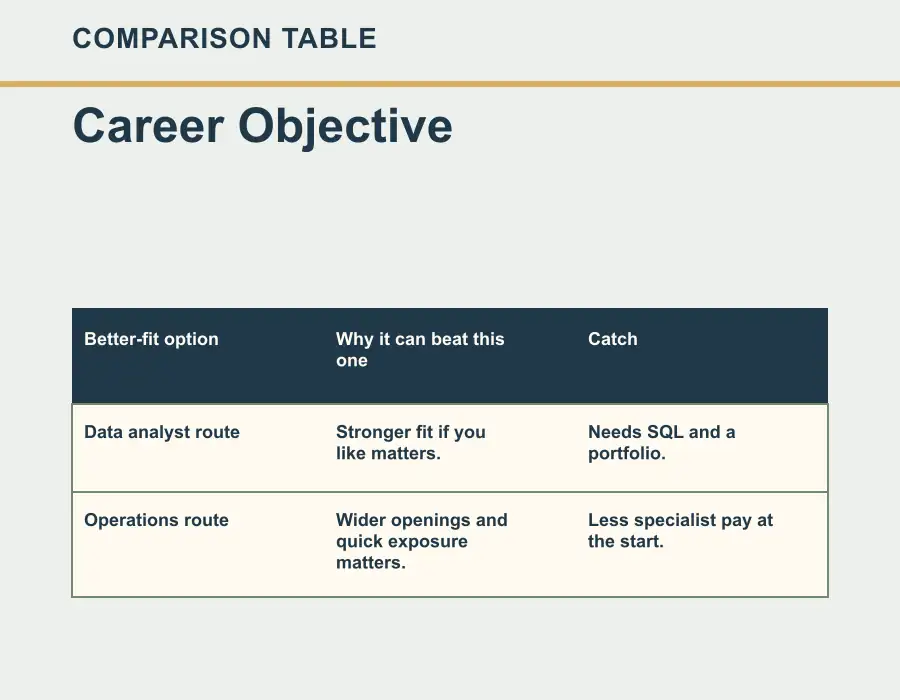 COMPARISON TABLE
Career Objective
Better-fit option
Why it can beat this
one
Catch
Data analyst route
Stronger fit if you
like matters.
Needs SQL and a
portfolio.
Operations route
Wider openings and
quick exposure
matters.
Less specialist pay at
the start.